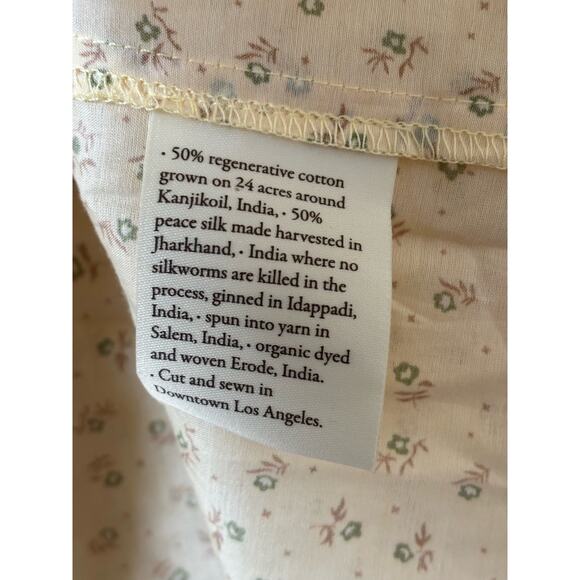 · 50% regenerative cotton
grown on 24 acres around
Kanjikoil, India, · 50%
peace silk made harvested in
Jharkhand, · India where no
silkworms are killed in the
process, ginned in Idappadi,
India, · spun into yarn in
Salem, India, · organic dyed
and woven Erode, India.
· Cut and sewn in
Downtown Los Angeles.